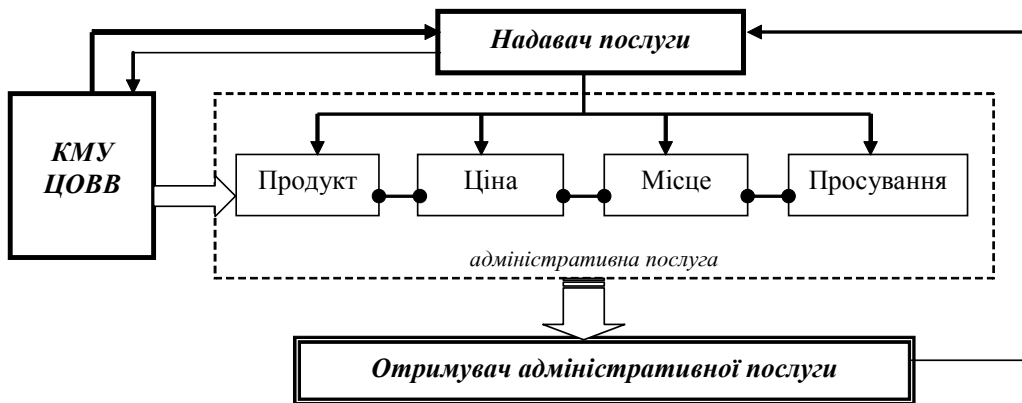 Надавач послуги
КМУ
ЦОВВ
Продукт
Ціна
Місце
Просування
адміністративна послуга
Отримувач адміністративної послуги